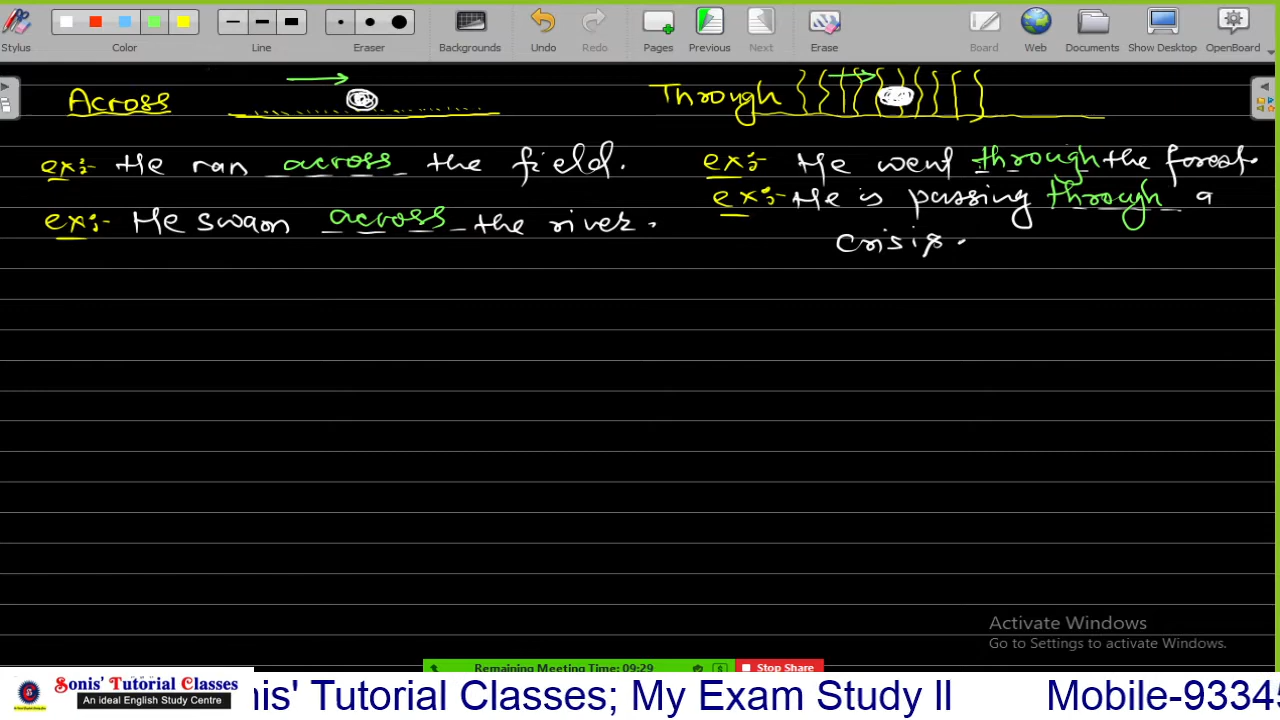 Stylus Color Line Eraser Backgrounds Undo Redo Pages Previous Next Erase Board Web Documents Show Desktop OpenBoard
Across
ex:- He ran across the field.
ex:- He swam across the river.
Through
ex:- He went through the forest.
ex:- He is passing through a
crisis.
Activate Windows
Go to Settings to activate Windows.
Remaining Meeting Time: 09:29 Stop Share
Sonis' Tutorial Classes
An ideal English Study Centre
nis' Tutorial Classes; My Exam Study II Mobile-93345